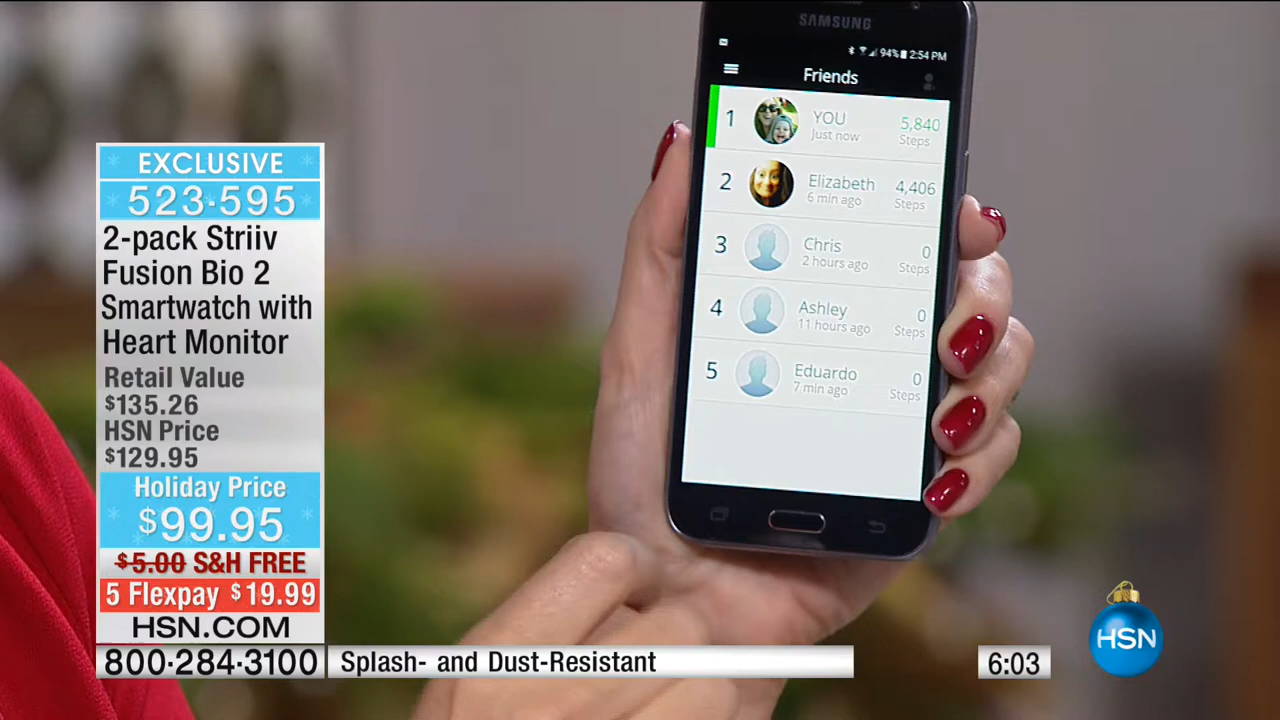 EXCLUSIVE
523·595
2-pack Striiv
Fusion Bio 2
Smartwatch with
Heart Monitor
Retail Value
$135.26
HSN Price
$129.95
Holiday Price
$99.95
$5.00 S&H FREE
5 Flexpay $19.99
HSN.COM
800·284·3100
Splash- and Dust-Resistant
6:03
HSN
SAMSUNG
94% 2:54 PM
Friends
1 YOU 5,840
Just now Steps
2 Elizabeth 4,406
6 min ago Steps
3 Chris 0
2 hours ago Steps
4 Ashley 0
11 hours ago Steps
5 Eduardo 0
7 min ago Steps